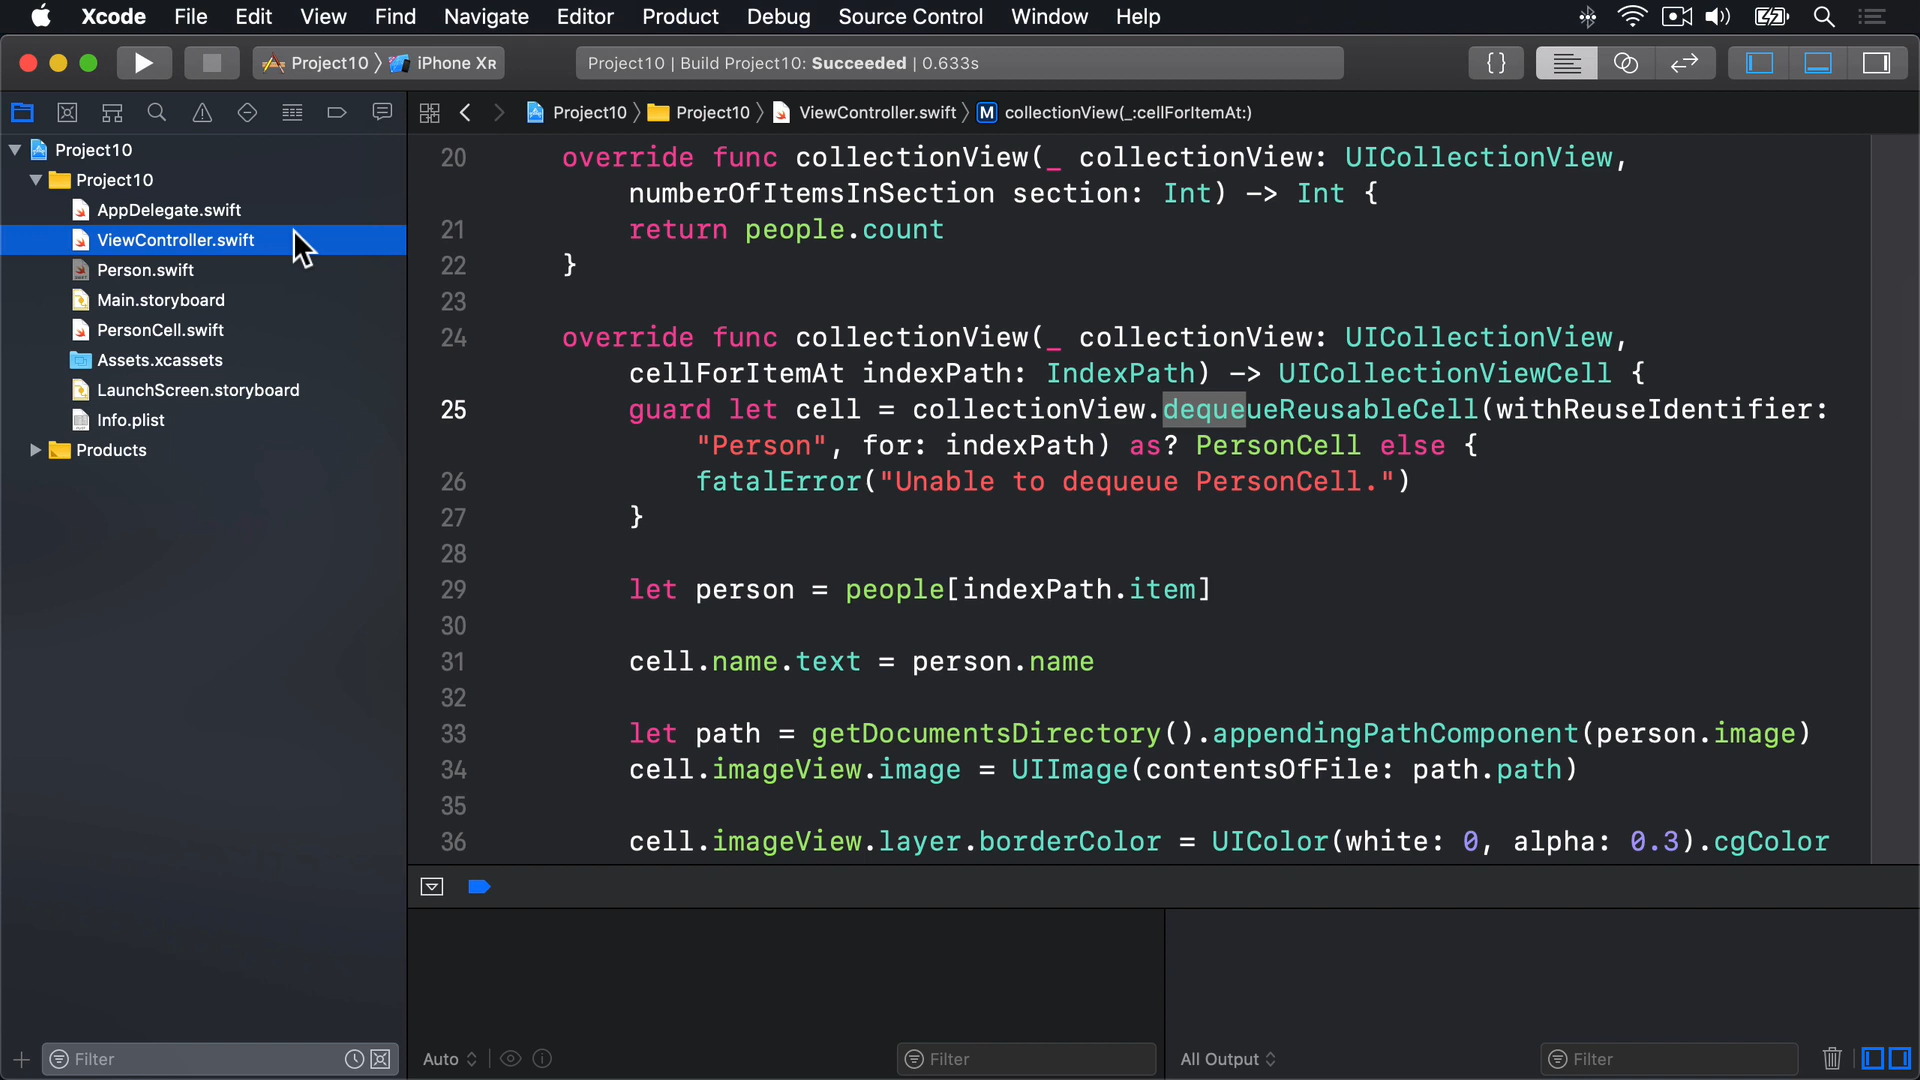 Xcode File Edit View Find Navigate Editor Product Debug Source Control Window Help
Project10 〉 iPhone XR
Project10 | Build Project10: Succeeded | 0.633s
{ }
Project10 〉 Project10 〉 ViewController.swift 〉 M collectionView(_:cellForItemAt:)
Project10
Project10
AppDelegate.swift
ViewController.swift
Person.swift
Main.storyboard
PersonCell.swift
Assets.xcassets
LaunchScreen.storyboard
Info.plist
Products
20 override func collectionView(_ collectionView: UICollectionView,
numberOfItemsInSection section: Int) -> Int {
21 return people.count
22 }
23
24 override func collectionView(_ collectionView: UICollectionView,
cellForItemAt indexPath: IndexPath) -> UICollectionViewCell {
25 guard let cell = collectionView.dequeueReusableCell(withReuseIdentifier:
"Person", for: indexPath) as? PersonCell else {
26 fatalError("Unable to dequeue PersonCell.")
27 }
28
29 let person = people[indexPath.item]
30
31 cell.name.text = person.name
32
33 let path = getDocumentsDirectory().appendingPathComponent(person.image)
34 cell.imageView.image = UIImage(contentsOfFile: path.path)
35
36 cell.imageView.layer.borderColor = UIColor(white: 0, alpha: 0.3).cgColor
Filter
Auto
Filter
All Output
Filter